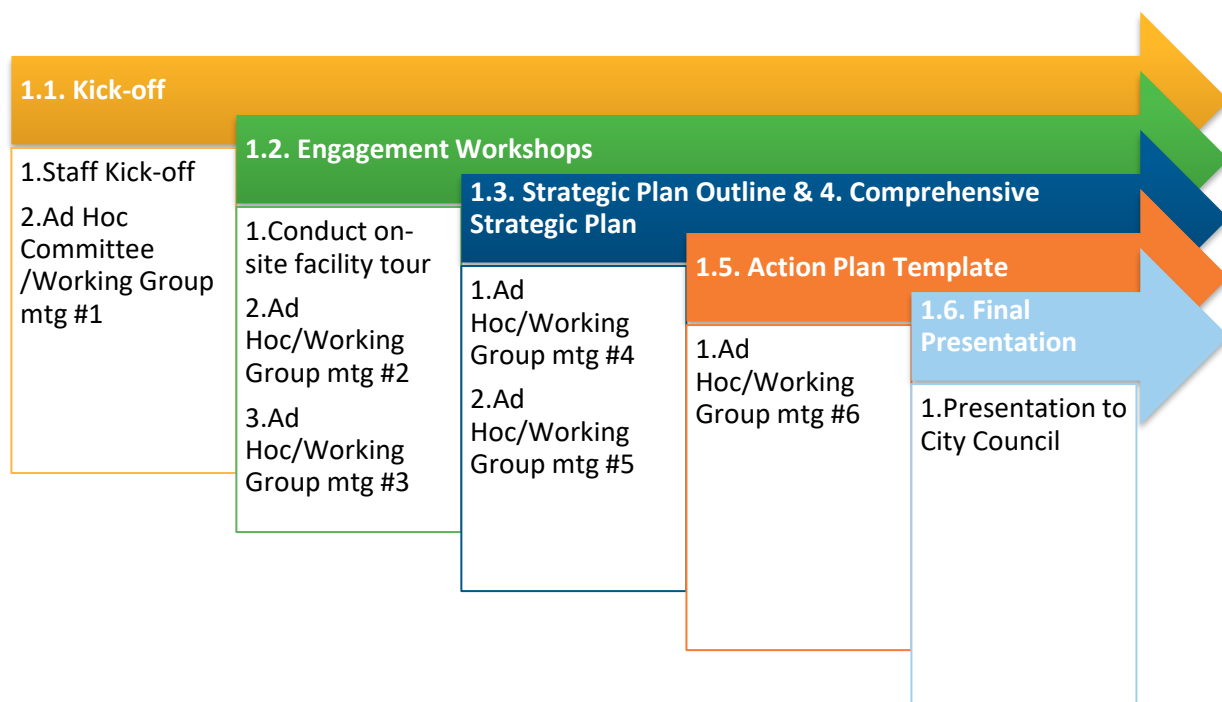 1.1. Kick-off
1.Staff Kick-off
2.Ad Hoc
Committee
/Working Group
mtg #1
1.2. Engagement Workshops
1.Conduct on-
site facility tour
2.Ad
Hoc/Working
Group mtg #2
3.Ad
Hoc/Working
Group mtg #3
1.3. Strategic Plan Outline & 4. Comprehensive
Strategic Plan
1.Ad
Hoc/Working
Group mtg #4
2.Ad
Hoc/Working
Group mtg #5
1.5. Action Plan Template
1.Ad
Hoc/Working
Group mtg #6
1.6. Final
Presentation
1.Presentation to
City Council